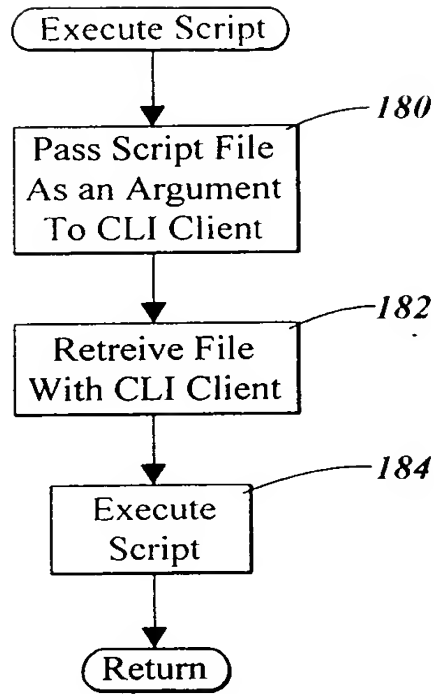 Execute Script
180
Pass Script File
As an Argument
To CLI Client
182
Retreive File
With CLI Client
184
Execute
Script
Return